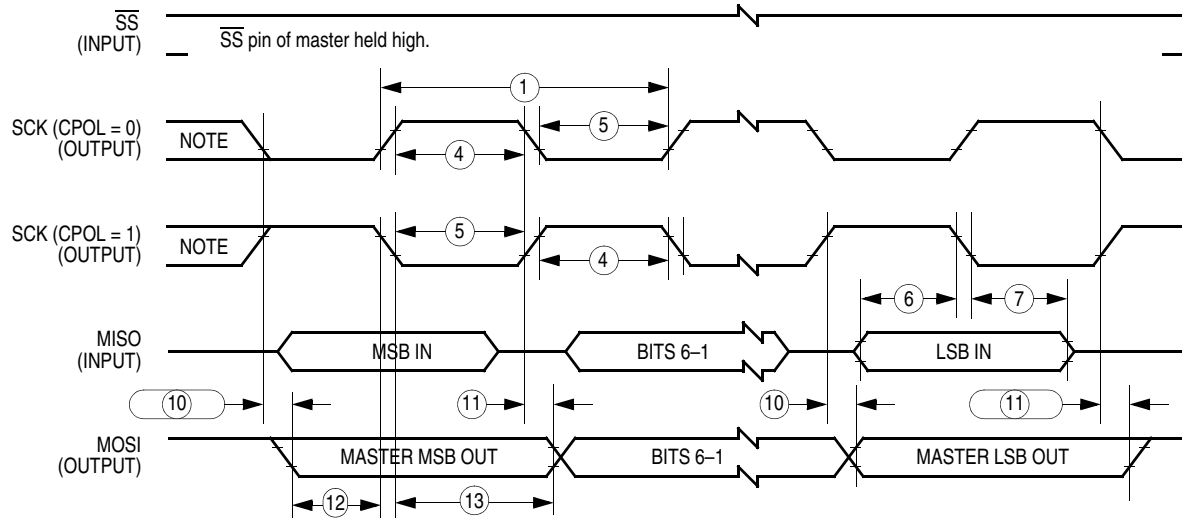 SS
(INPUT)
SS pin of master held high.
1
SCK (CPOL = 0)
(OUTPUT)
NOTE
5
4
SCK (CPOL = 1)
(OUTPUT)
NOTE
5
4
6
7
MISO
(INPUT)
MSB IN
BITS 6–1
LSB IN
10
11
10
11
MOSI
(OUTPUT)
MASTER MSB OUT
BITS 6–1
MASTER LSB OUT
12
13